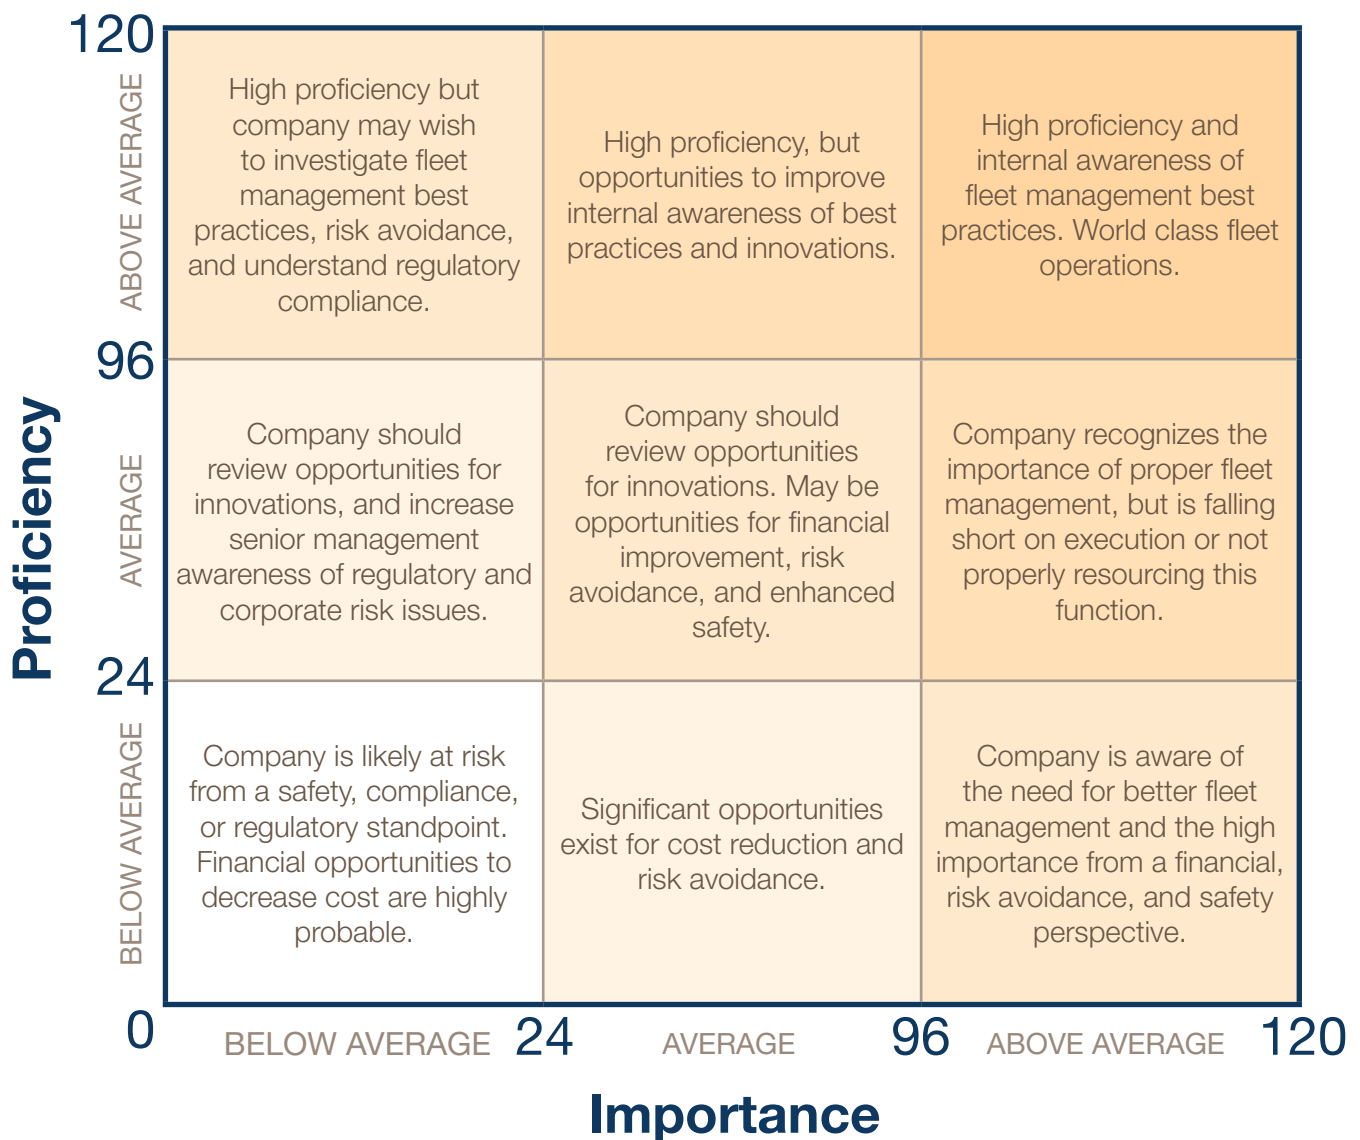 120
ABOVE AVERAGE
High proficiency but
company may wish
to investigate fleet
management best
practices, risk avoidance,
and understand regulatory
compliance.
High proficiency, but
opportunities to improve
internal awareness of best
practices and innovations.
High proficiency and
internal awareness of
fleet management best
practices. World class fleet
operations.
96
Proficiency
AVERAGE
Company should
review opportunities for
innovations, and increase
senior management
awareness of regulatory and
corporate risk issues.
Company should
review opportunities
for innovations. May be
opportunities for financial
improvement, risk
avoidance, and enhanced
safety.
Company recognizes the
importance of proper fleet
management, but is falling
short on execution or not
properly resourcing this
function.
24
BELOW AVERAGE
Company is likely at risk
from a safety, compliance,
or regulatory standpoint.
Financial opportunities to
decrease cost are highly
probable.
Significant opportunities
exist for cost reduction and
risk avoidance.
Company is aware of
the need for better fleet
management and the high
importance from a financial,
risk avoidance, and safety
perspective.
0
BELOW AVERAGE
24
AVERAGE
96
ABOVE AVERAGE
120
Importance